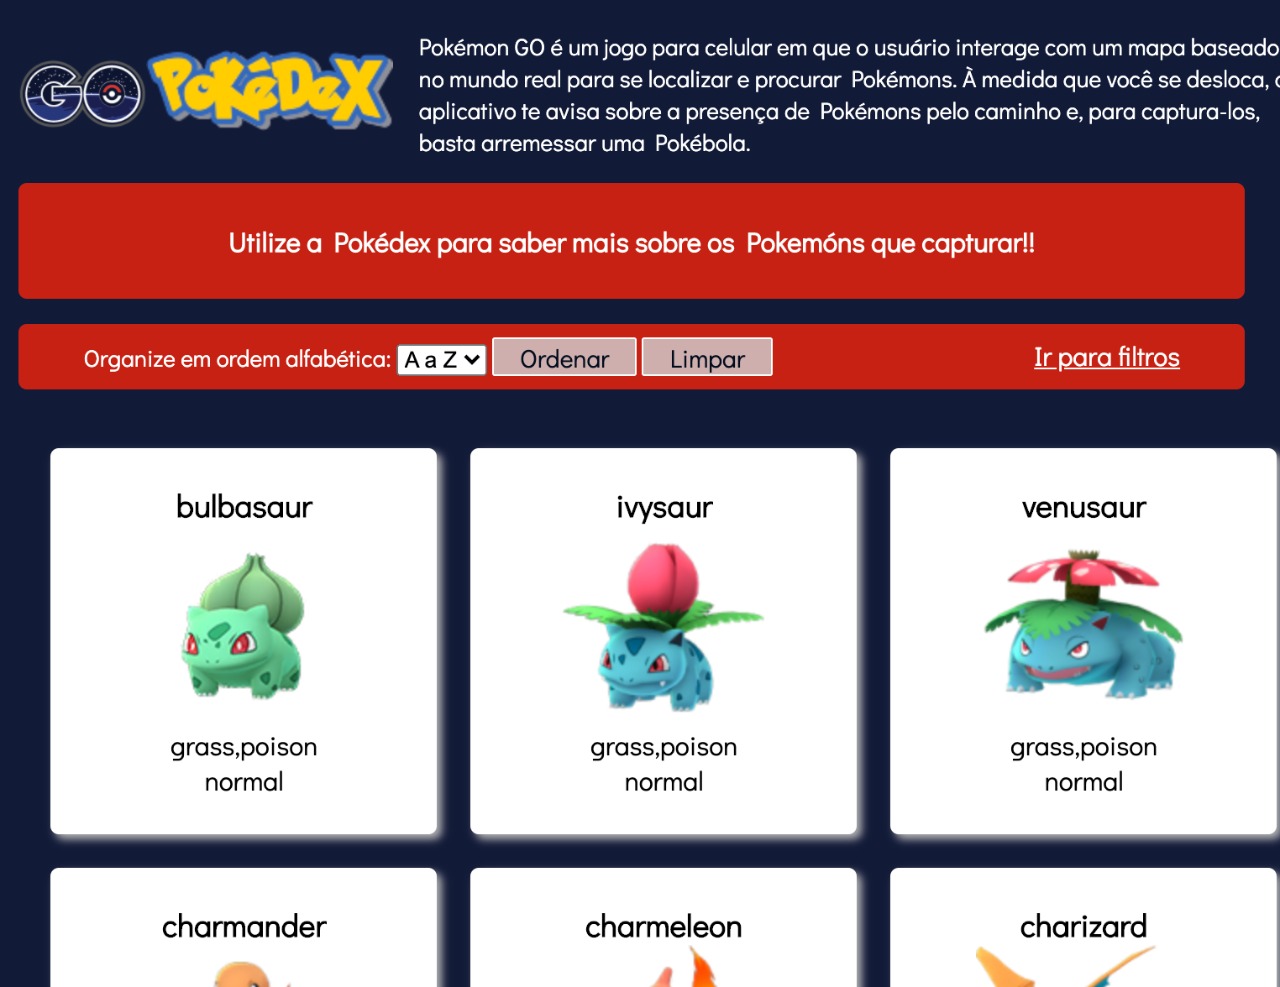 GO PokéDeX
Pokémon GO é um jogo para celular em que o usuário interage com um mapa baseado
no mundo real para se localizar e procurar Pokémons. À medida que você se desloca,
aplicativo te avisa sobre a presença de Pokémons pelo caminho e, para captura-los,
basta arremessar uma Pokébola.
Utilize a Pokédex para saber mais sobre os Pokemóns que capturar!!
Organize em ordem alfabética: A a Z Ordenar Limpar Ir para filtros
bulbasaur ivysaur venusaur
grass,poison grass,poison grass,poison
normal normal normal
charmander charmeleon charizard